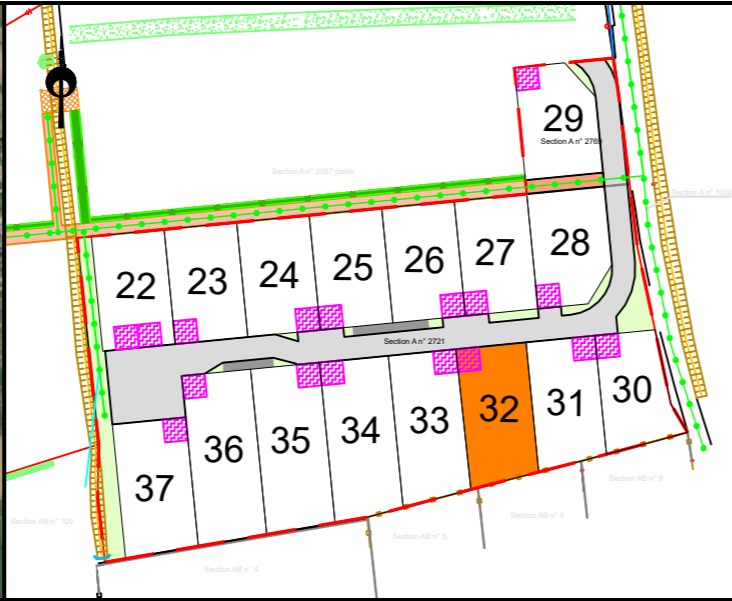 29
Section A n° 2769
Section A n° 2357 partie
Section A n° 1056
28
27
26
25
24
23
22
Section A n° 2721
30
31
32
33
34
35
36
37
Section AB n° 100
Section AB n° 4
Section AB n° 5
Section AB n° 6
Section AB n° 8